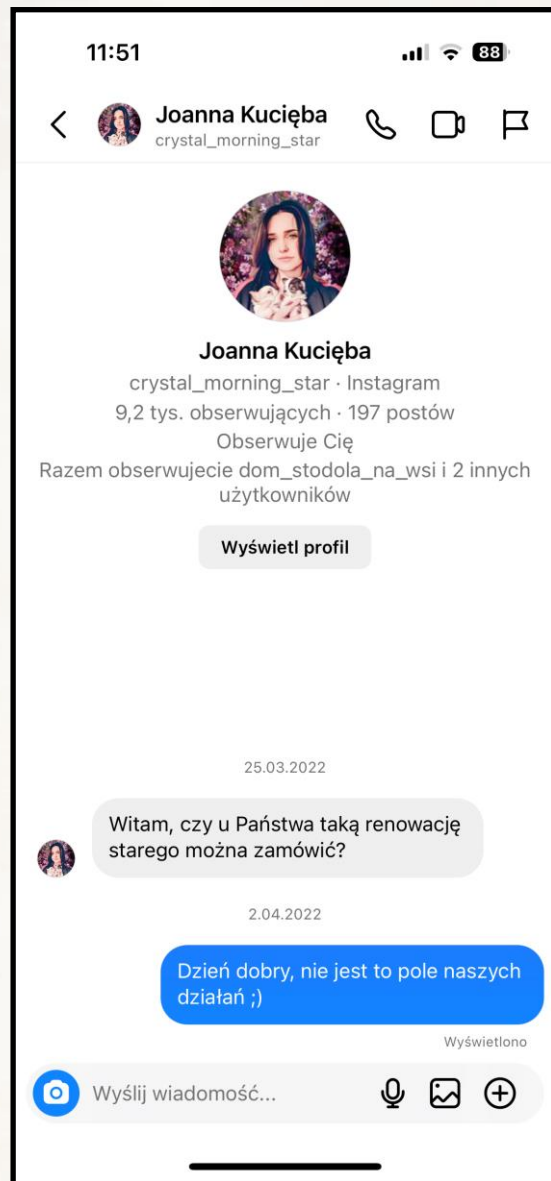 11:51
88
Joanna Kucięba
crystal_morning_star
Joanna Kucięba
crystal_morning_star · Instagram
9,2 tys. obserwujących · 197 postów
Obserwuje Cię
Razem obserwujecie dom_stodola_na_wsi i 2 innych
użytkowników
Wyświetl profil
25.03.2022
Witam, czy u Państwa taką renowację
starego można zamówić?
2.04.2022
Dzień dobry, nie jest to pole naszych
działań ;)
Wyświetlono
Wyślij wiadomość...